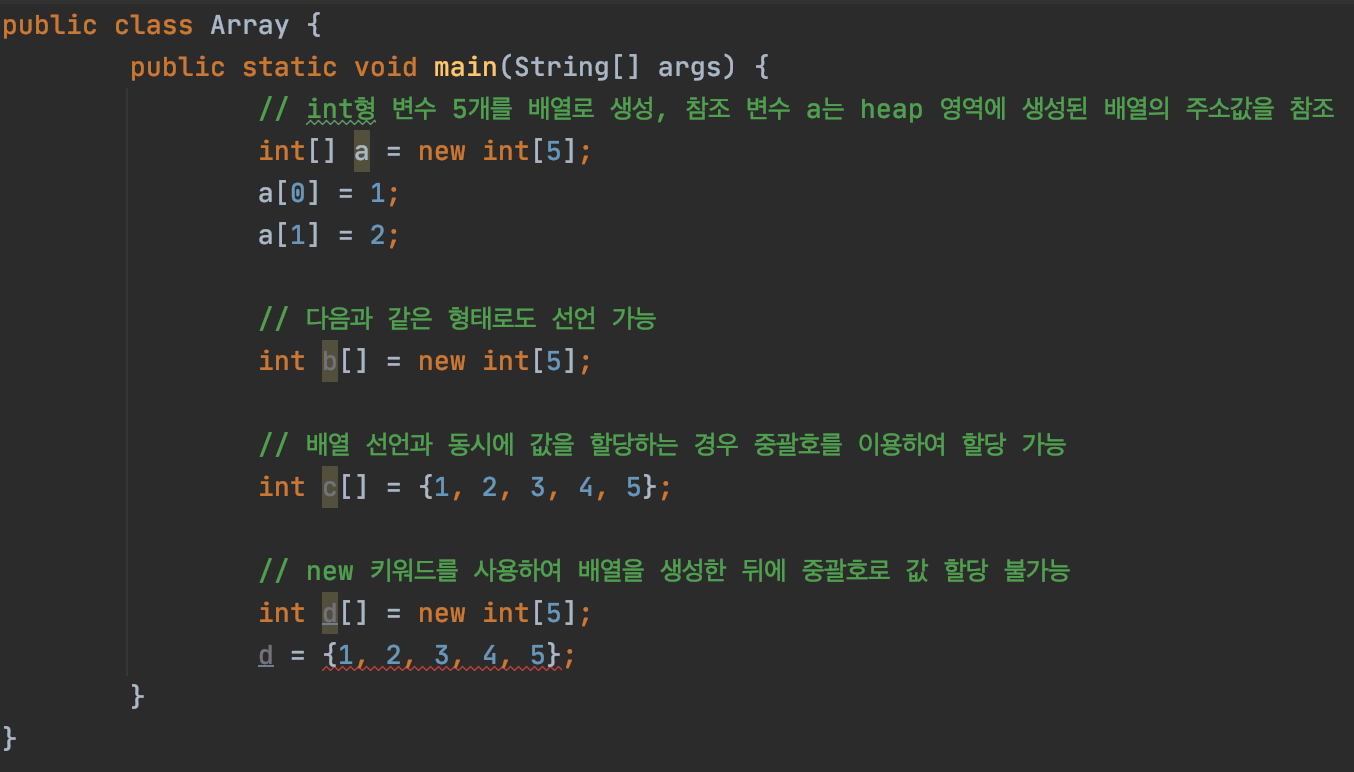 public class Array {
public static void main(String[] args) {
// int형 변수 5개를 배열로 생성, 참조 변수 a는 heap 영역에 생성된 배열의 주소값을 참조
int[] a = new int[5];
a[0] = 1;
a[1] = 2;
// 다음과 같은 형태로도 선언 가능
int b[] = new int[5];
// 배열 선언과 동시에 값을 할당하는 경우 중괄호를 이용하여 할당 가능
int c[] = {1, 2, 3, 4, 5};
// new 키워드를 사용하여 배열을 생성한 뒤에 중괄호로 값 할당 불가능
int d[] = new int[5];
d = {1, 2, 3, 4, 5};
}
}